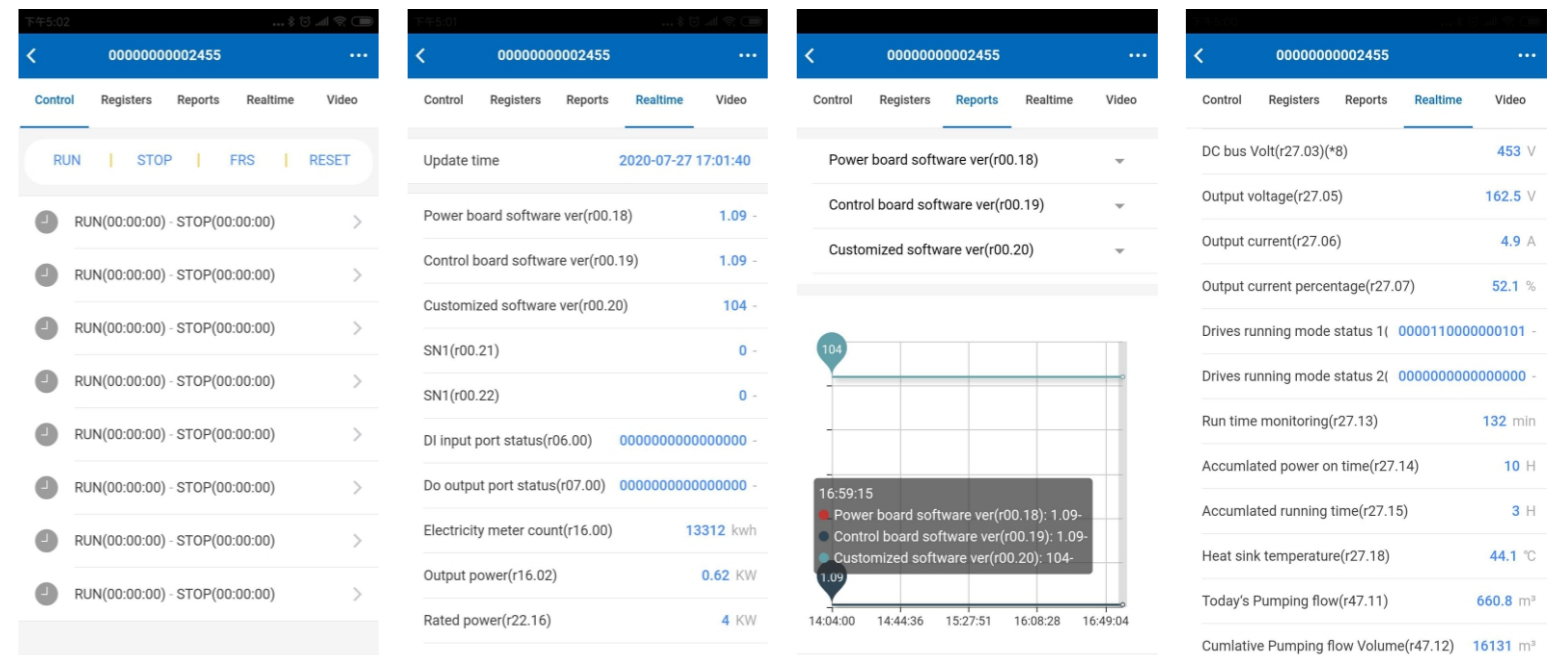 下午5:02
00000000002455
Control Registers Reports Realtime Video
RUN | STOP | FRS | RESET
RUN(00:00:00) - STOP(00:00:00)
RUN(00:00:00) - STOP(00:00:00)
RUN(00:00:00) - STOP(00:00:00)
RUN(00:00:00) - STOP(00:00:00)
RUN(00:00:00) - STOP(00:00:00)
RUN(00:00:00) - STOP(00:00:00)
RUN(00:00:00) - STOP(00:00:00)
RUN(00:00:00) - STOP(00:00:00)
下午5:01
00000000002455
Control Registers Reports Realtime Video
Update time 2020-07-27 17:01:40
Power board software ver(r00.18) 1.09 -
Control board software ver(r00.19) 1.09 -
Customized software ver(r00.20) 104 -
SN1(r00.21) 0 -
SN1(r00.22) 0 -
DI input port status(r06.00) 0000000000000000 -
Do output port status(r07.00) 0000000000000000 -
Electricity meter count(r16.00) 13312 kwh
Output power(r16.02) 0.62 KW
Rated power(r22.16) 4 KW
00000000002455
Control Registers Reports Realtime Video
Power board software ver(r00.18)
Control board software ver(r00.19)
Customized software ver(r00.20)
104
16:59:15
Power board software ver(r00.18): 1.09-
Control board software ver(r00.19): 1.09-
Customized software ver(r00.20): 104-
1.09
14:04:00 14:44:36 15:27:51 16:08:28 16:49:04
00000000002455
Control Registers Reports Realtime Video
DC bus Volt(r27.03)(*8) 453 V
Output voltage(r27.05) 162.5 V
Output current(r27.06) 4.9 A
Output current percentage(r27.07) 52.1 %
Drives running mode status 1( 0000110000000101 -
Drives running mode status 2( 0000000000000000 -
Run time monitoring(r27.13) 132 min
Accumlated power on time(r27.14) 10 H
Accumlated running time(r27.15) 3 H
Heat sink temperature(r27.18) 44.1 ℃
Today's Pumping flow(r47.11) 660.8 m³
Cumlative Pumping flow Volume(r47.12) 16131 m³